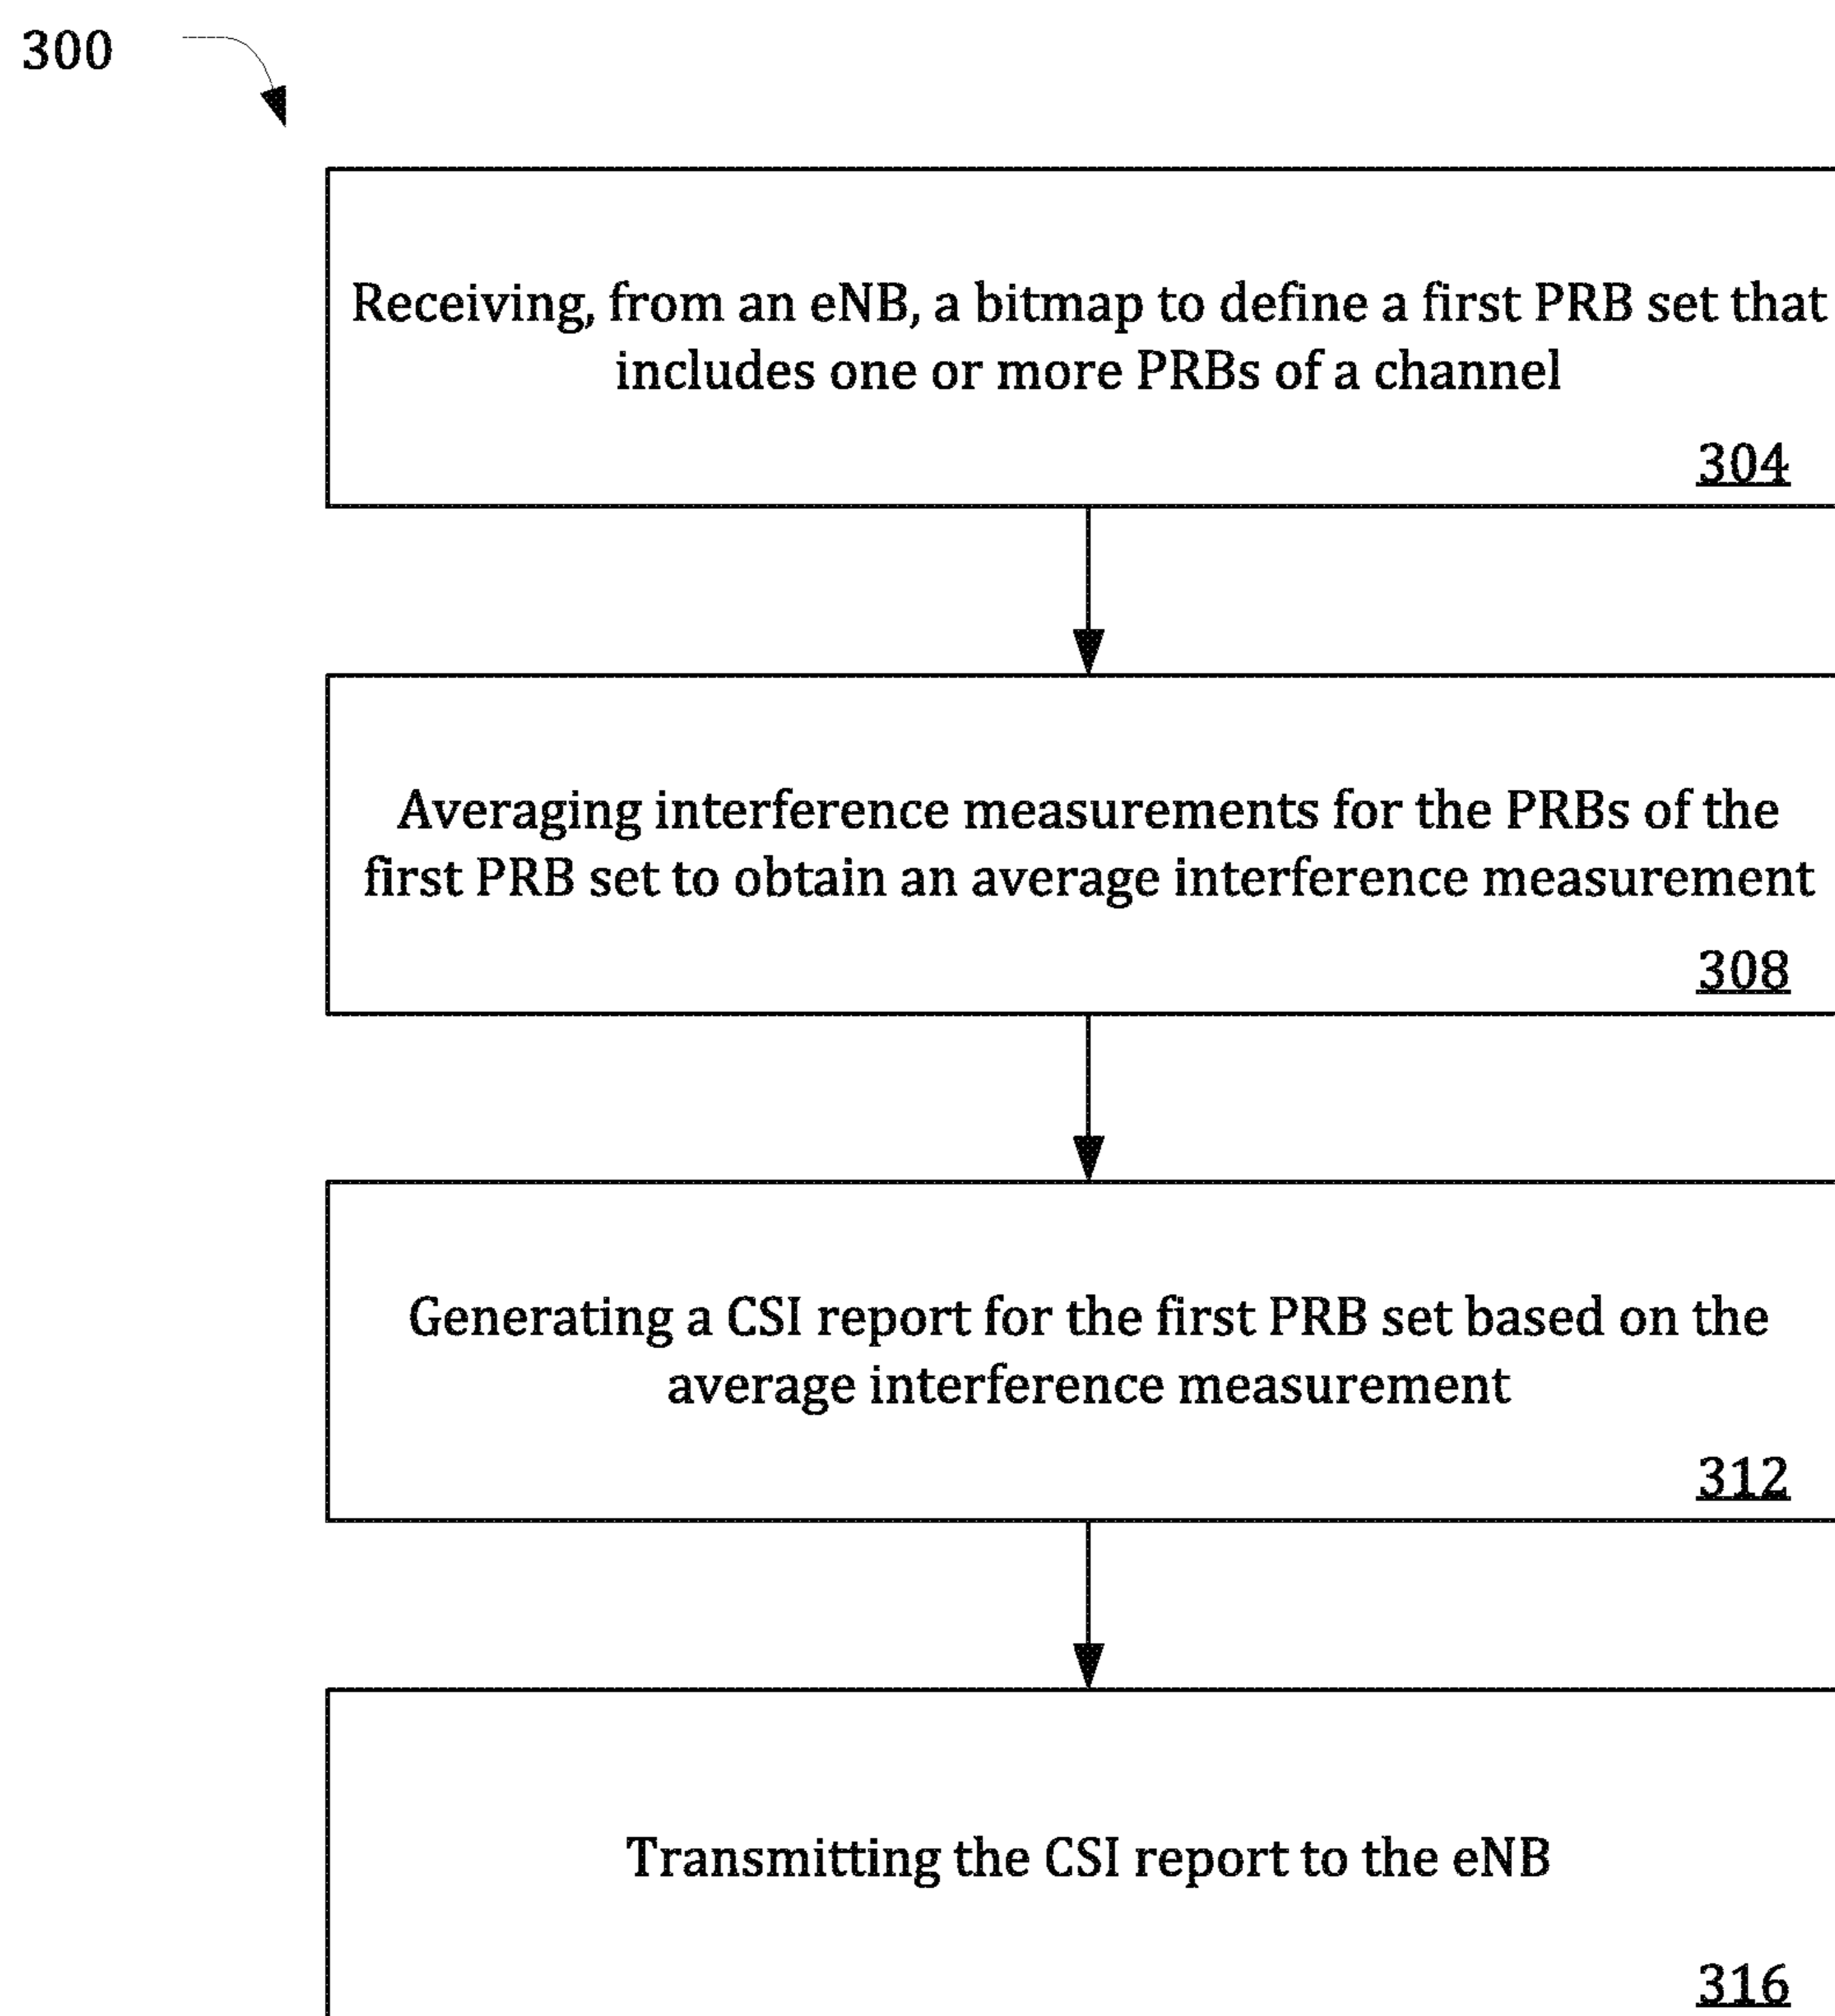 300
Receiving, from an eNB, a bitmap to define a first PRB set that
includes one or more PRBs of a channel
304
Averaging interference measurements for the PRBs of the
first PRB set to obtain an average interference measurement
308
Generating a CSI report for the first PRB set based on the
average interference measurement
312
Transmitting the CSI report to the eNB
316